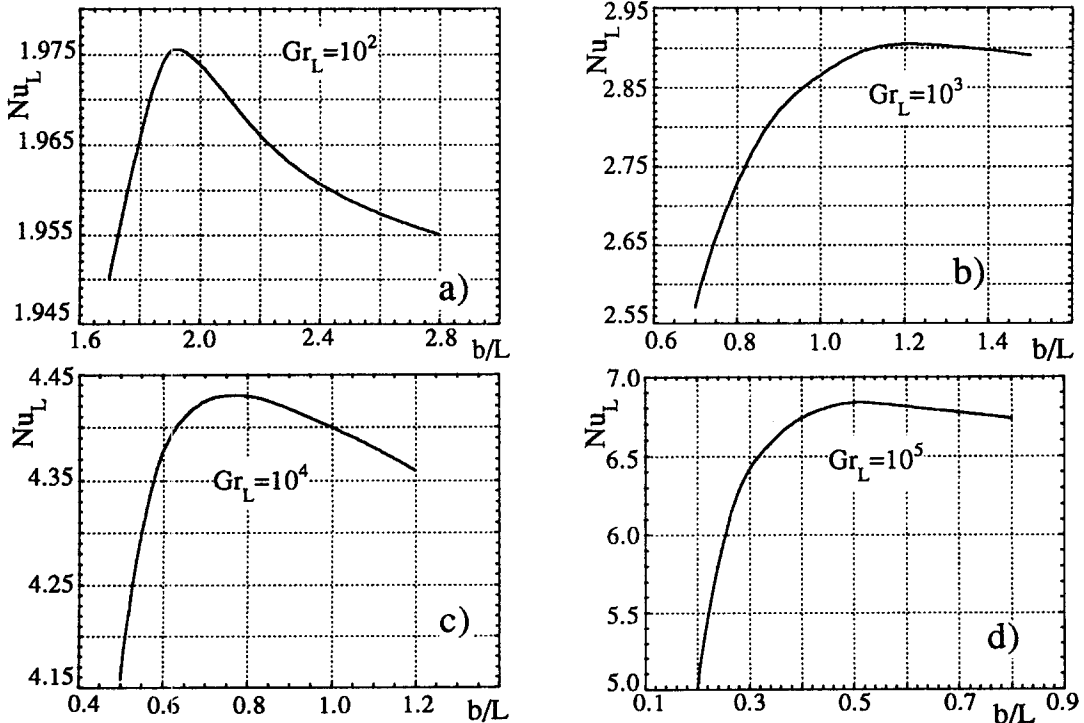 Nu_L
1.975
1.965
1.955
1.945
Gr_L=10^2
a)
1.6
2.0
2.4
2.8
b/L
Nu_L
2.95
2.85
2.75
2.65
2.55
Gr_L=10^3
b)
0.6
0.8
1.0
1.2
1.4
b/L
Nu_L
4.45
4.35
4.25
4.15
Gr_L=10^4
c)
0.4
0.6
0.8
1.0
1.2
b/L
Nu_L
7.0
6.5
6.0
5.5
5.0
Gr_L=10^5
d)
0.1
0.3
0.5
0.7
0.9
b/L